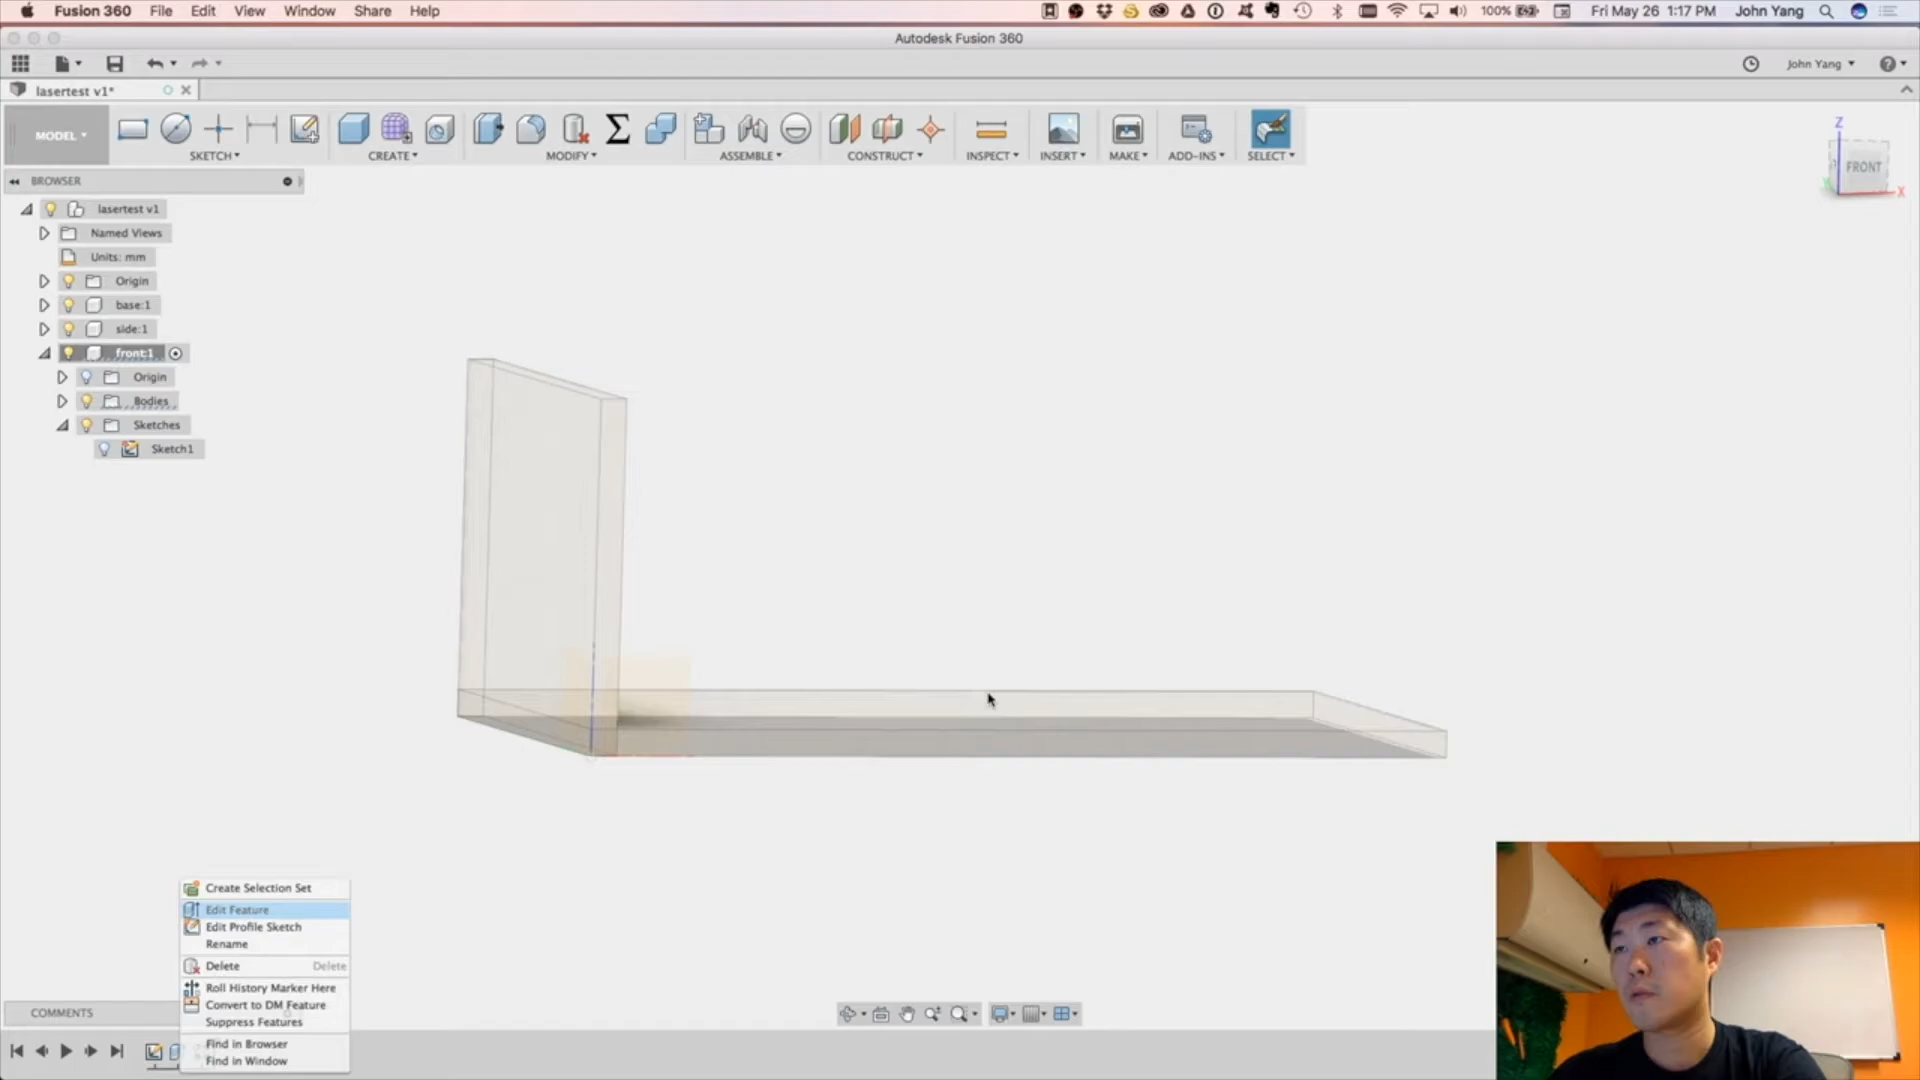 Fusion 360 File Edit View Window Share Help 100% Fri May 26 1:17 PM John Yang
Autodesk Fusion 360
John Yang
lasertest v1*
MODEL
SKETCH CREATE MODIFY ASSEMBLE CONSTRUCT INSPECT INSERT MAKE ADD-INS SELECT
Z
FRONT
X
BROWSER
lasertest v1
Named Views
Units: mm
Origin
base:1
side:1
front:1
Origin
Bodies
Sketches
Sketch1
Create Selection Set
Edit Feature
Edit Profile Sketch
Rename
Delete Delete
Roll History Marker Here
Convert to DM Feature
Suppress Features
Find in Browser
Find in Window
COMMENTS